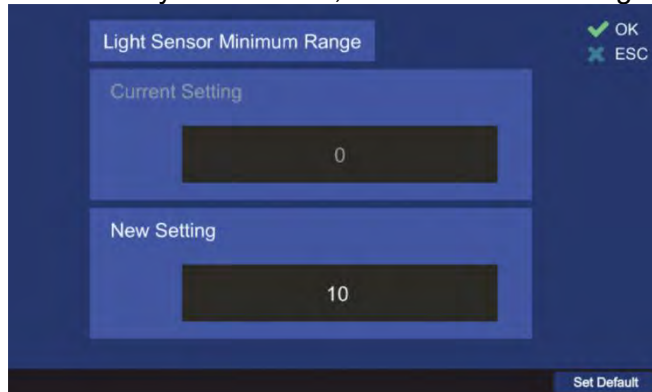 Light Sensor Minimum Range
OK
ESC
Current Setting
0
New Setting
10
Set Default